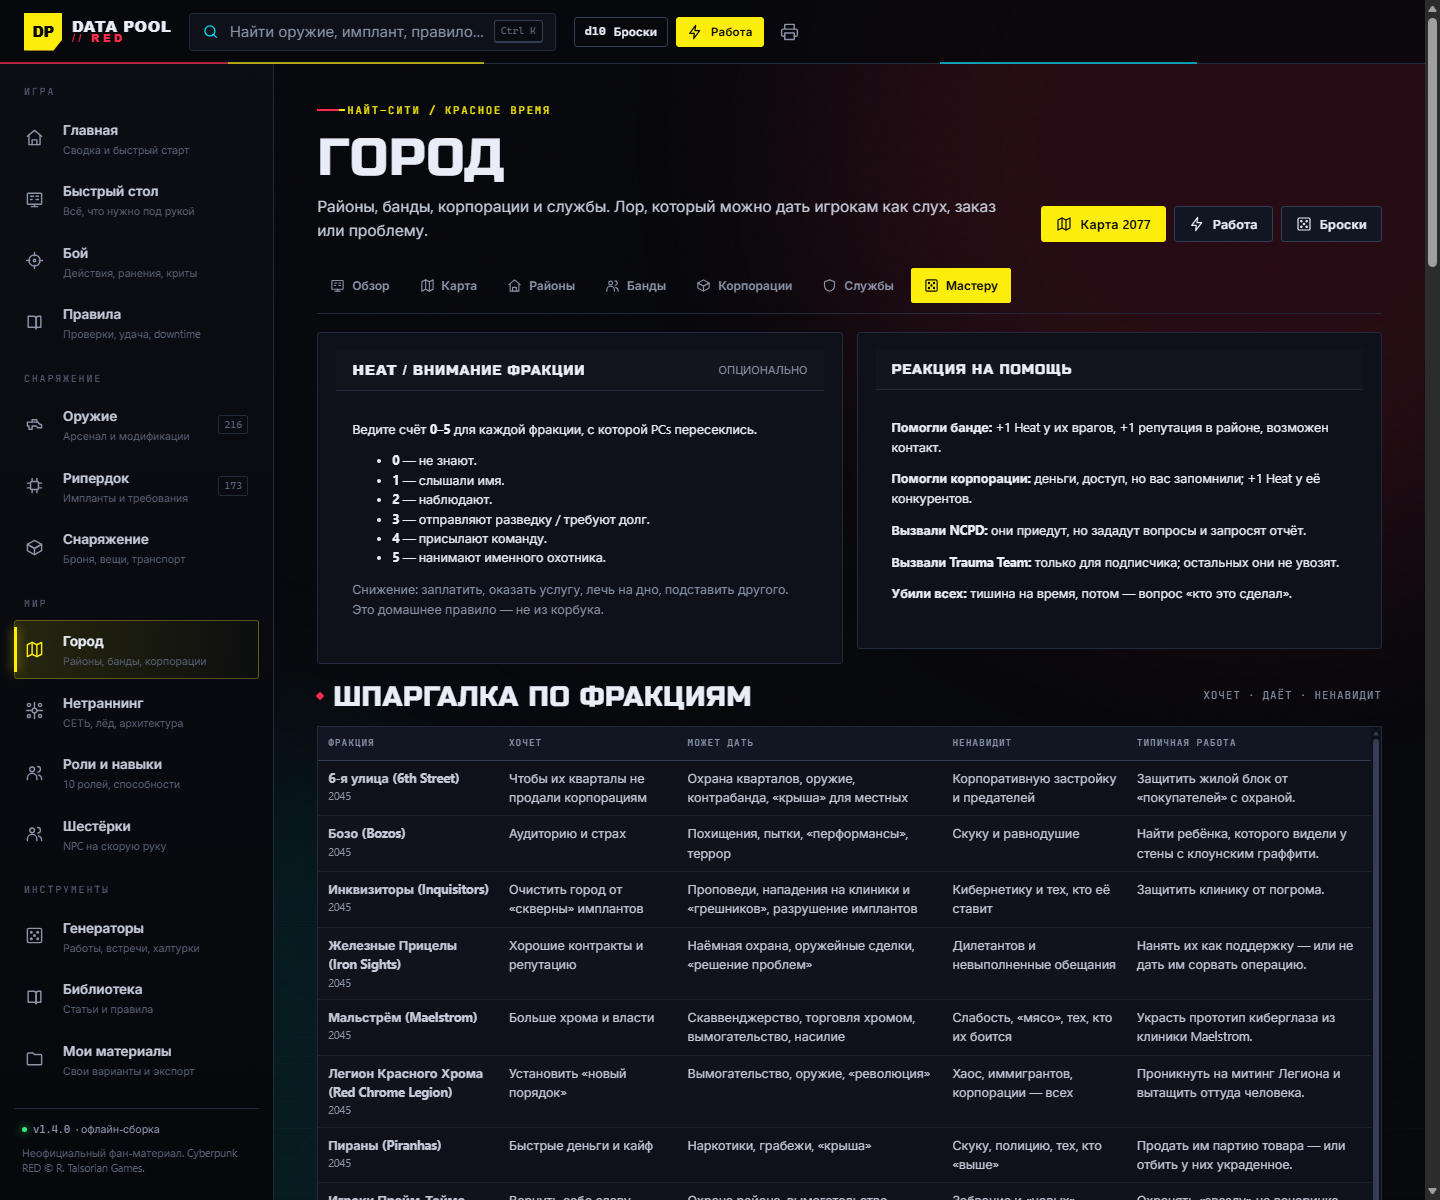 DP
DATA POOL
// RED
Найти оружие, имплант, правило...
Ctrl K
d10 Броски
Работа
ИГРА
Главная
Сводка и быстрый старт
Быстрый стол
Всё, что нужно под рукой
Бой
Действия, ранения, криты
Правила
Проверки, удача, downtime
СНАРЯЖЕНИЕ
Оружие
Арсенал и модификации
216
Рипердок
Импланты и требования
173
Снаряжение
Броня, вещи, транспорт
МИР
Город
Районы, банды, корпорации
Нетраннинг
СЕТЬ, лёд, архитектура
Роли и навыки
10 ролей, способности
Шестёрки
NPC на скорую руку
ИНСТРУМЕНТЫ
Генераторы
Работы, встречи, халтурки
Библиотека
Статьи и правила
Мои материалы
Свои варианты и экспорт
v1.4.0 · офлайн-сборка
Неофициальный фан-материал. Cyberpunk
RED © R. Talsorian Games.
НАЙТ-СИТИ / КРАСНОЕ ВРЕМЯ
ГОРОД
Районы, банды, корпорации и службы. Лор, который можно дать игрокам как слух, заказ
или проблему.
Карта 2077
Работа
Броски
Обзор
Карта
Районы
Банды
Корпорации
Службы
Мастеру
HEAT / ВНИМАНИЕ ФРАКЦИИ
ОПЦИОНАЛЬНО
Ведите счёт 0–5 для каждой фракции, с которой PCs пересеклись.
• 0 — не знают.
• 1 — слышали имя.
• 2 — наблюдают.
• 3 — отправляют разведку / требуют долг.
• 4 — присылают команду.
• 5 — нанимают именного охотника.
Снижение: заплатить, оказать услугу, лечь на дно, подставить другого.
Это домашнее правило — не из корбука.
РЕАКЦИЯ НА ПОМОЩЬ
Помогли банде: +1 Heat у их врагов, +1 репутация в районе, возможен
контакт.
Помогли корпорации: деньги, доступ, но вас запомнили; +1 Heat у её
конкурентов.
Вызвали NCPD: они приедут, но зададут вопросы и запросят отчёт.
Вызвали Trauma Team: только для подписчика; остальных они не увозят.
Убили всех: тишина на время, потом — вопрос «кто это сделал».
ШПАРГАЛКА ПО ФРАКЦИЯМ
ХОЧЕТ · ДАЁТ · НЕНАВИДИТ
ФРАКЦИЯ
ХОЧЕТ
МОЖЕТ ДАТЬ
НЕНАВИДИТ
ТИПИЧНАЯ РАБОТА
6-я улица (6th Street)
2045
Чтобы их кварталы не
продали корпорациям
Охрана кварталов, оружие,
контрабанда, «крыша» для местных
Корпоративную застройку
и предателей
Защитить жилой блок от
«покупателей» с охраной.
Бозо (Bozos)
2045
Аудиторию и страх
Похищения, пытки, «перформансы»,
террор
Скуку и равнодушие
Найти ребёнка, которого видели у
стены с клоунским граффити.
Инквизиторы (Inquisitors)
2045
Очистить город от
«скверны» имплантов
Проповеди, нападения на клиники и
«грешников», разрушение имплантов
Кибернетику и тех, кто её
ставит
Защитить клинику от погрома.
Железные Прицелы
(Iron Sights)
2045
Хорошие контракты и
репутацию
Наёмная охрана, оружейные сделки,
«решение проблем»
Дилетантов и
невыполненные обещания
Нанять их как поддержку — или не
дать им сорвать операцию.
Мальстрём (Maelstrom)
2045
Больше хрома и власти
Скаввенджерство, торговля хромом,
вымогательство, насилие
Слабость, «мясо», тех, кто
их боится
Украсть прототип киберглаза из
клиники Maelstrom.
Легион Красного Хрома
(Red Chrome Legion)
2045
Установить «новый
порядок»
Вымогательство, оружие, «революция»
Хаос, иммигрантов,
корпорации — всех
Проникнуть на митинг Легиона и
вытащить оттуда человека.
Пираны (Piranhas)
2045
Быстрые деньги и кайф
Наркотики, грабежи, «крыша»
Скуку, полицию, тех, кто
«выше»
Продать им партию товара — или
отбить у них украденное.